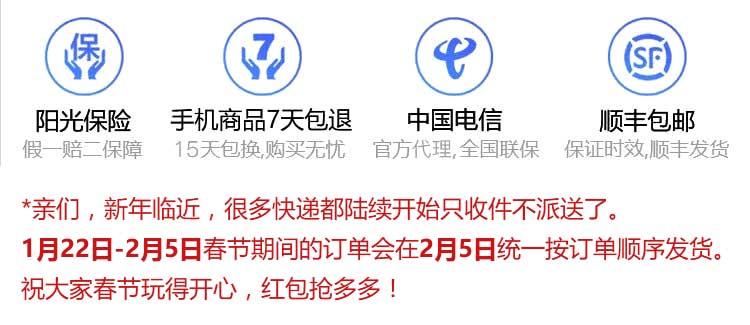 保 7 SF
阳光保险 手机商品7天包退 中国电信 顺丰包邮
假一赔二保障 15天包换,购买无忧 官方代理,全国联保 保证时效,顺丰发货
*亲们，新年临近，很多快递都陆续开始只收件不派送了。
1月22日-2月5日春节期间的订单会在2月5日统一按订单顺序发货。
祝大家春节玩得开心，红包抢多多！